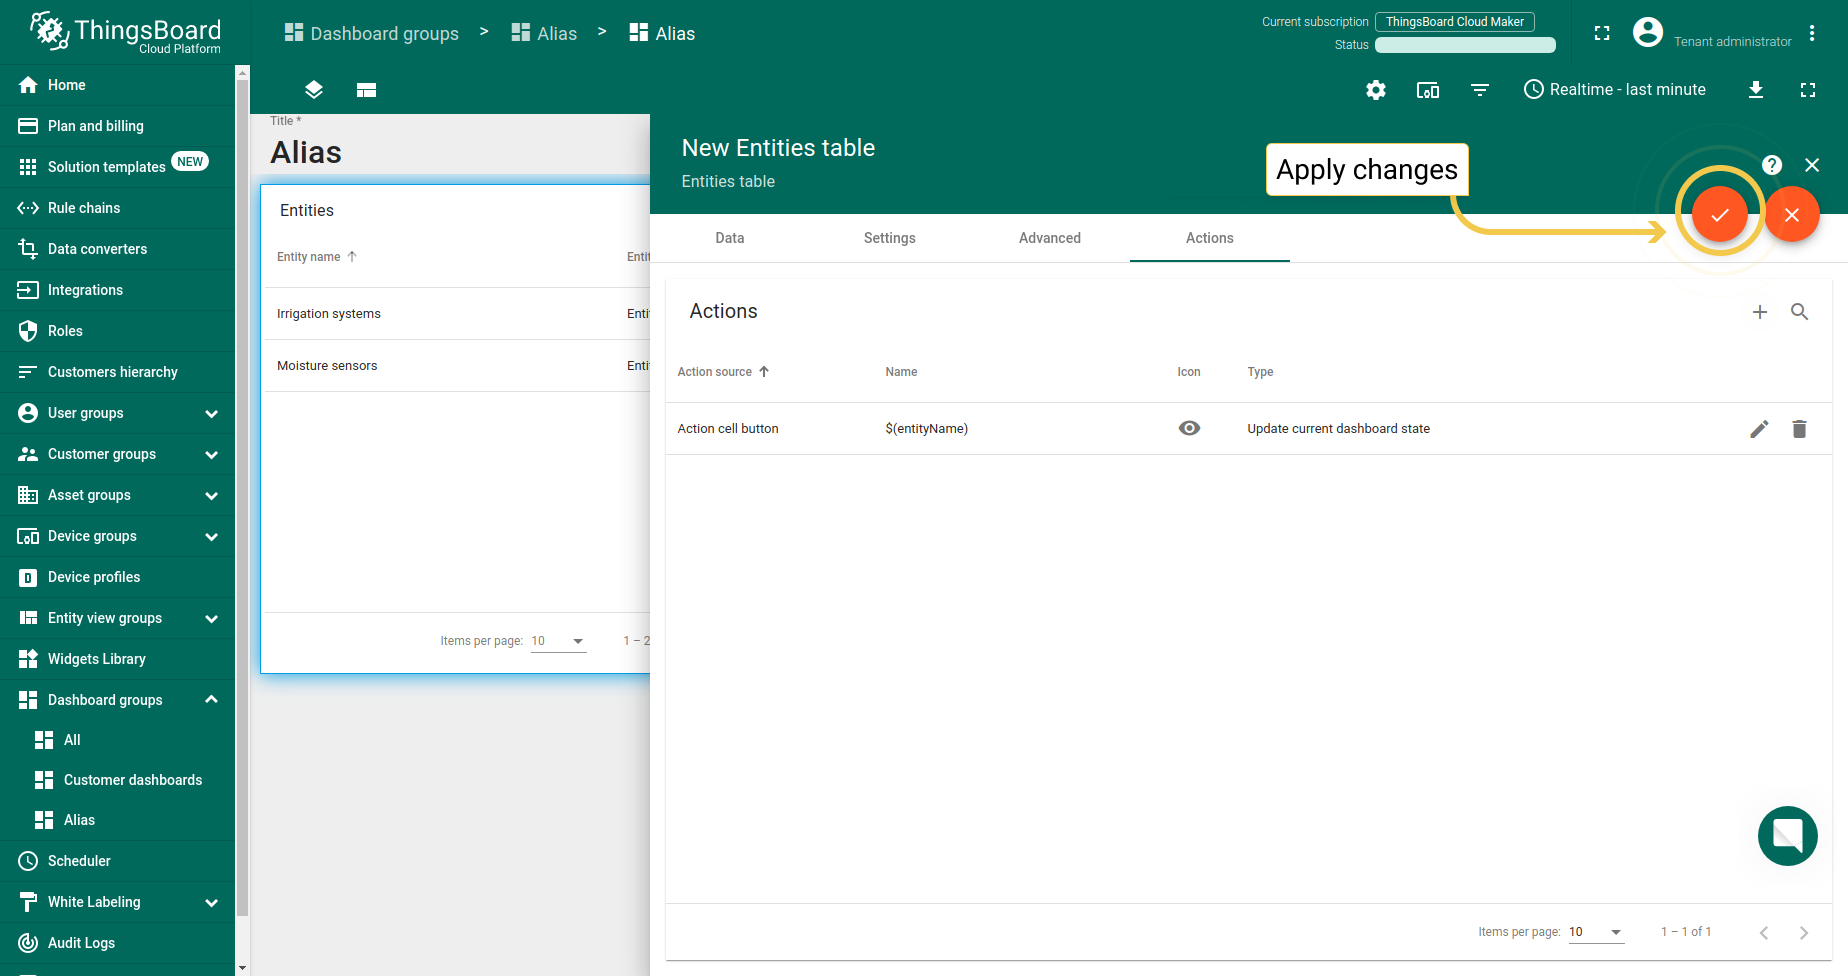 ThingsBoard
Cloud Platform
Dashboard groups > Alias > Alias
Current subscription ThingsBoard Cloud Maker
Status
Tenant administrator
Home
Plan and billing
Solution templates NEW
Rule chains
Data converters
Integrations
Roles
Customers hierarchy
User groups
Customer groups
Asset groups
Device groups
Device profiles
Entity view groups
Widgets Library
Dashboard groups
All
Customer dashboards
Alias
Scheduler
White Labeling
Audit Logs
Realtime - last minute
Title *
Alias
Entities
Entity name Entit
Irrigation systems Enti
Moisture sensors Enti
Items per page: 10 1 – 2
New Entities table
Entities table
Apply changes
Data Settings Advanced Actions
Actions
Action source Name Icon Type
Action cell button $(entityName) Update current dashboard state
Items per page: 10 1 – 1 of 1